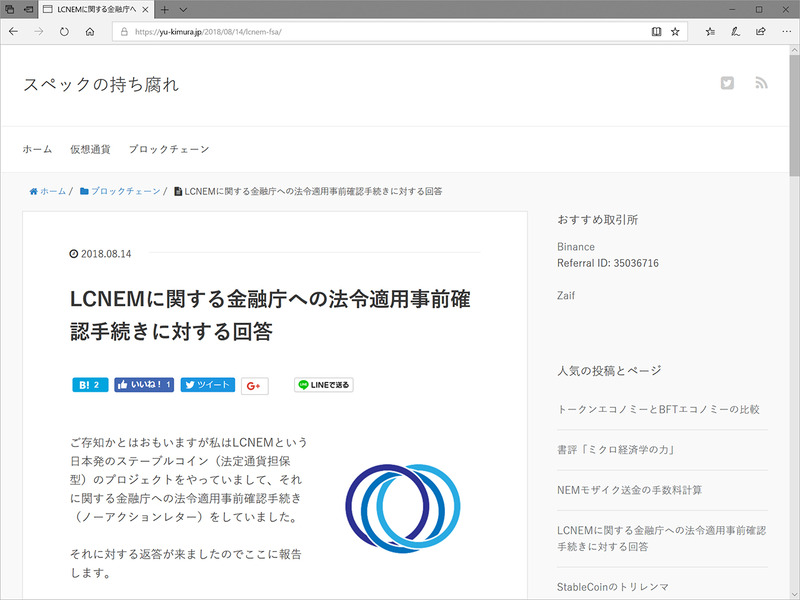 LCNEMに関する金融庁へ
https://yu-kimura.jp/2018/08/14/lcnem-fsa/
スペックの持ち腐れ
ホーム 仮想通貨 ブロックチェーン
ホーム / ブロックチェーン / LCNEMに関する金融庁への法令適用事前確認手続きに対する回答
2018.08.14
LCNEMに関する金融庁への法令適用事前確
認手続きに対する回答
B! 2 いいね！ 1 ツイート G+ LINEで送る
ご存知かとはおもいますが私はLCNEMという
日本発のステーブルコイン（法定通貨担保
型）のプロジェクトをやっていまして、それ
に関する金融庁への法令適用事前確認手続き
（ノーアクションレター）をしていました。
それに対する返答が来ましたのでここに報告
します。
おすすめ取引所
Binance
Referral ID: 35036716
Zaif
人気の投稿とページ
トークンエコノミーとBFTエコノミーの比較
書評「ミクロ経済学の力」
NEMモザイク送金の手数料計算
LCNEMに関する金融庁への法令適用事前確認
手続きに対する回答
StableCoinのトリレンマ